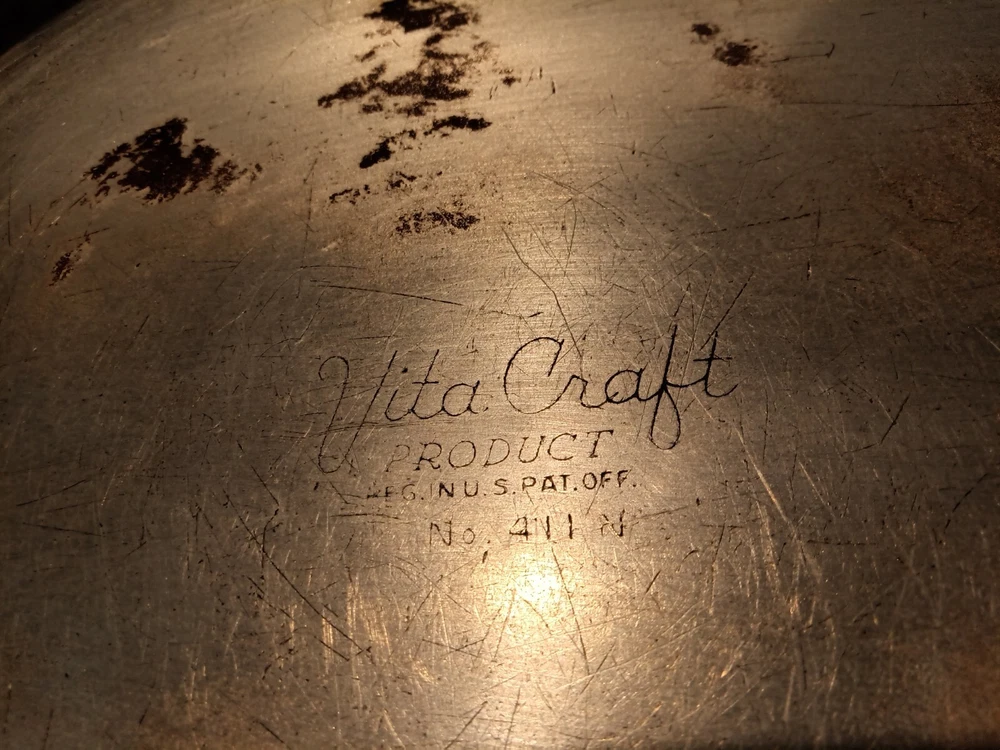 Vita Craft
PRODUCT
REG. IN U.S. PAT. OFF.
No. 411 N